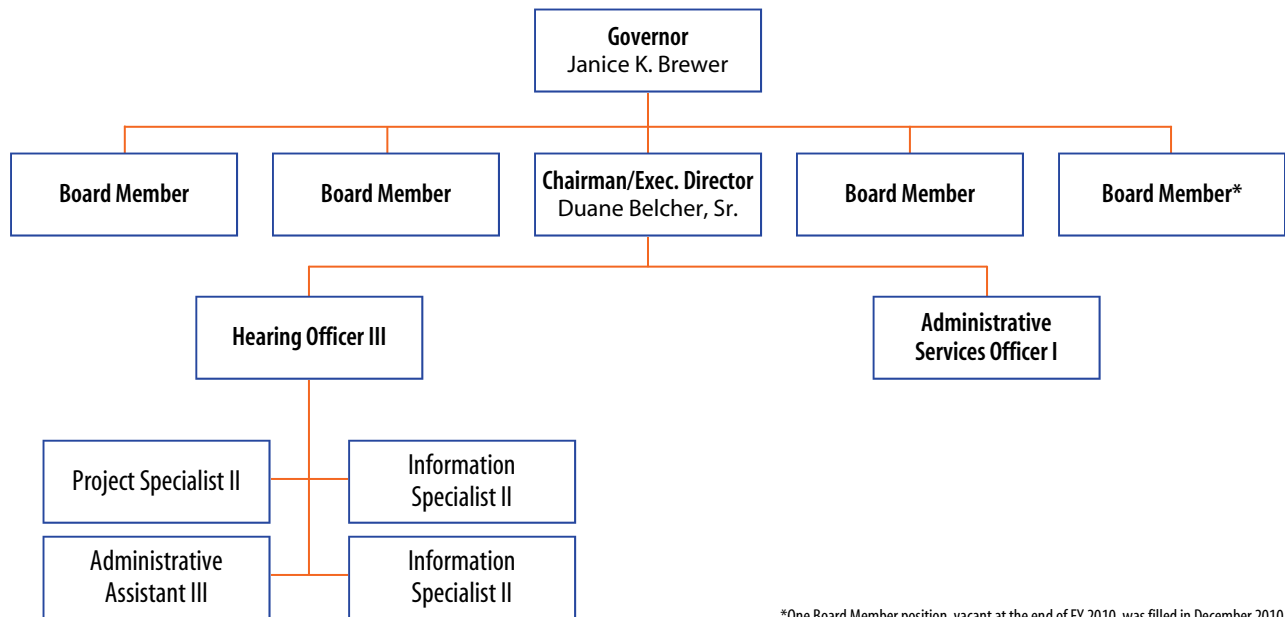 Governor
Janice K. Brewer
Board Member
Board Member
Chairman/Exec. Director
Duane Belcher, Sr.
Board Member
Board Member*
Hearing Officer III
Administrative
Services Officer I
Project Specialist II
Information
Specialist II
Administrative
Assistant III
Information
Specialist II
*One Board Member position, vacant at the end of FY 2010, was filled in December 2010